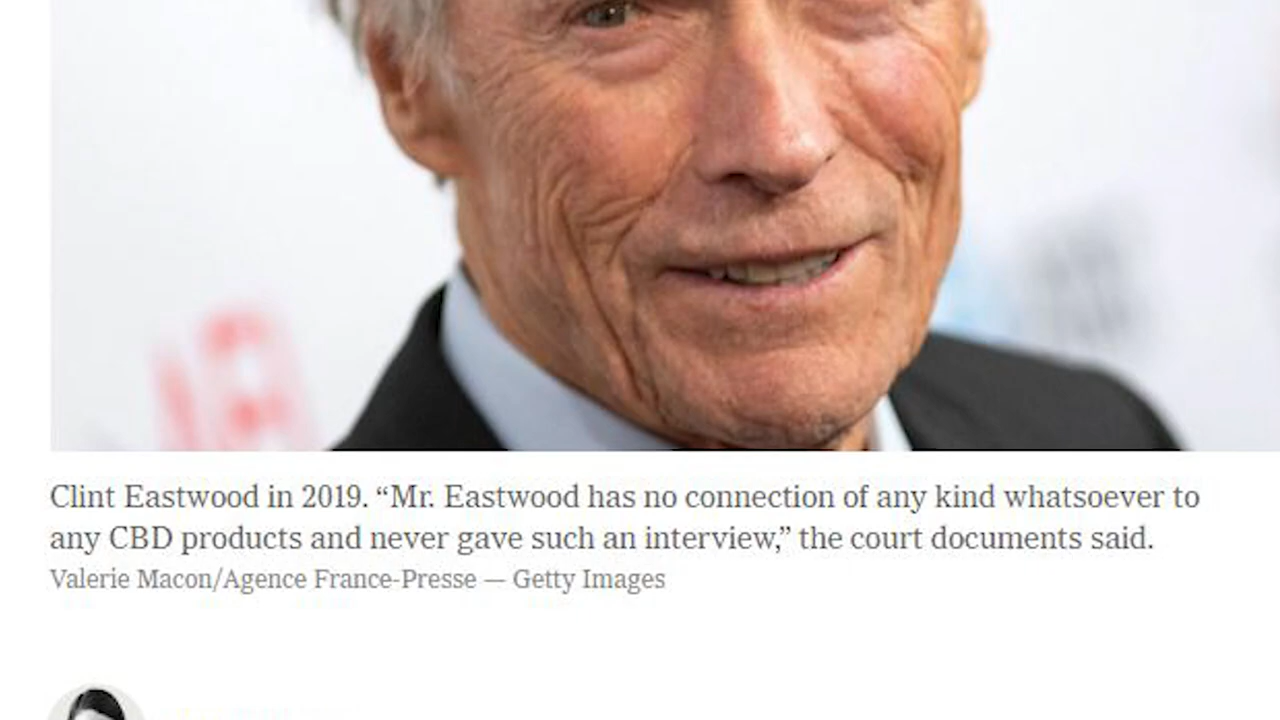 Clint Eastwood in 2019. “Mr. Eastwood has no connection of any kind whatsoever to
any CBD products and never gave such an interview,” the court documents said.
Valerie Macon/Agence France-Presse — Getty Images